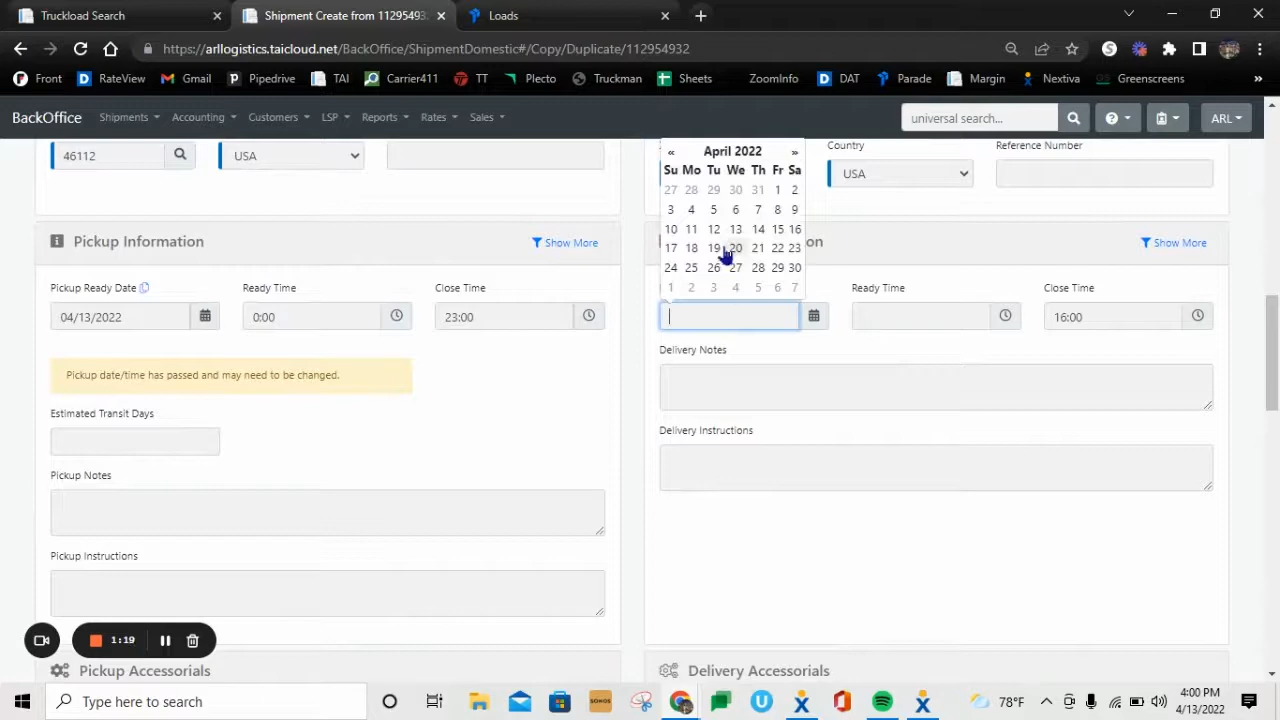 Truckload Search
Shipment Create from 11295493
Loads
https://arllogistics.taicloud.net/BackOffice/ShipmentDomestic#/Copy/Duplicate/112954932
Front RateView Gmail Pipedrive TAI Carrier411 TT Plecto Truckman Sheets ZoomInfo DAT Parade Margin Nextiva Greenscreens »
BackOffice Shipments Accounting Customers LSP Reports Rates Sales universal search... ARL
46112 USA
Country Reference Number
USA
« April 2022 »
Su Mo Tu We Th Fr Sa
27 28 29 30 31 1 2
3 4 5 6 7 8 9
10 11 12 13 14 15 16
17 18 19 20 21 22 23
24 25 26 27 28 29 30
1 2 3 4 5 6 7
Pickup Information Show More
on Show More
Pickup Ready Date Ready Time Close Time
04/13/2022 0:00 23:00
Ready Time Close Time
16:00
Pickup date/time has passed and may need to be changed.
Estimated Transit Days
Pickup Notes
Pickup Instructions
Delivery Notes
Delivery Instructions
1:19
Pickup Accessorials
Delivery Accessorials
Type here to search
SONOS
78°F
4:00 PM
4/13/2022